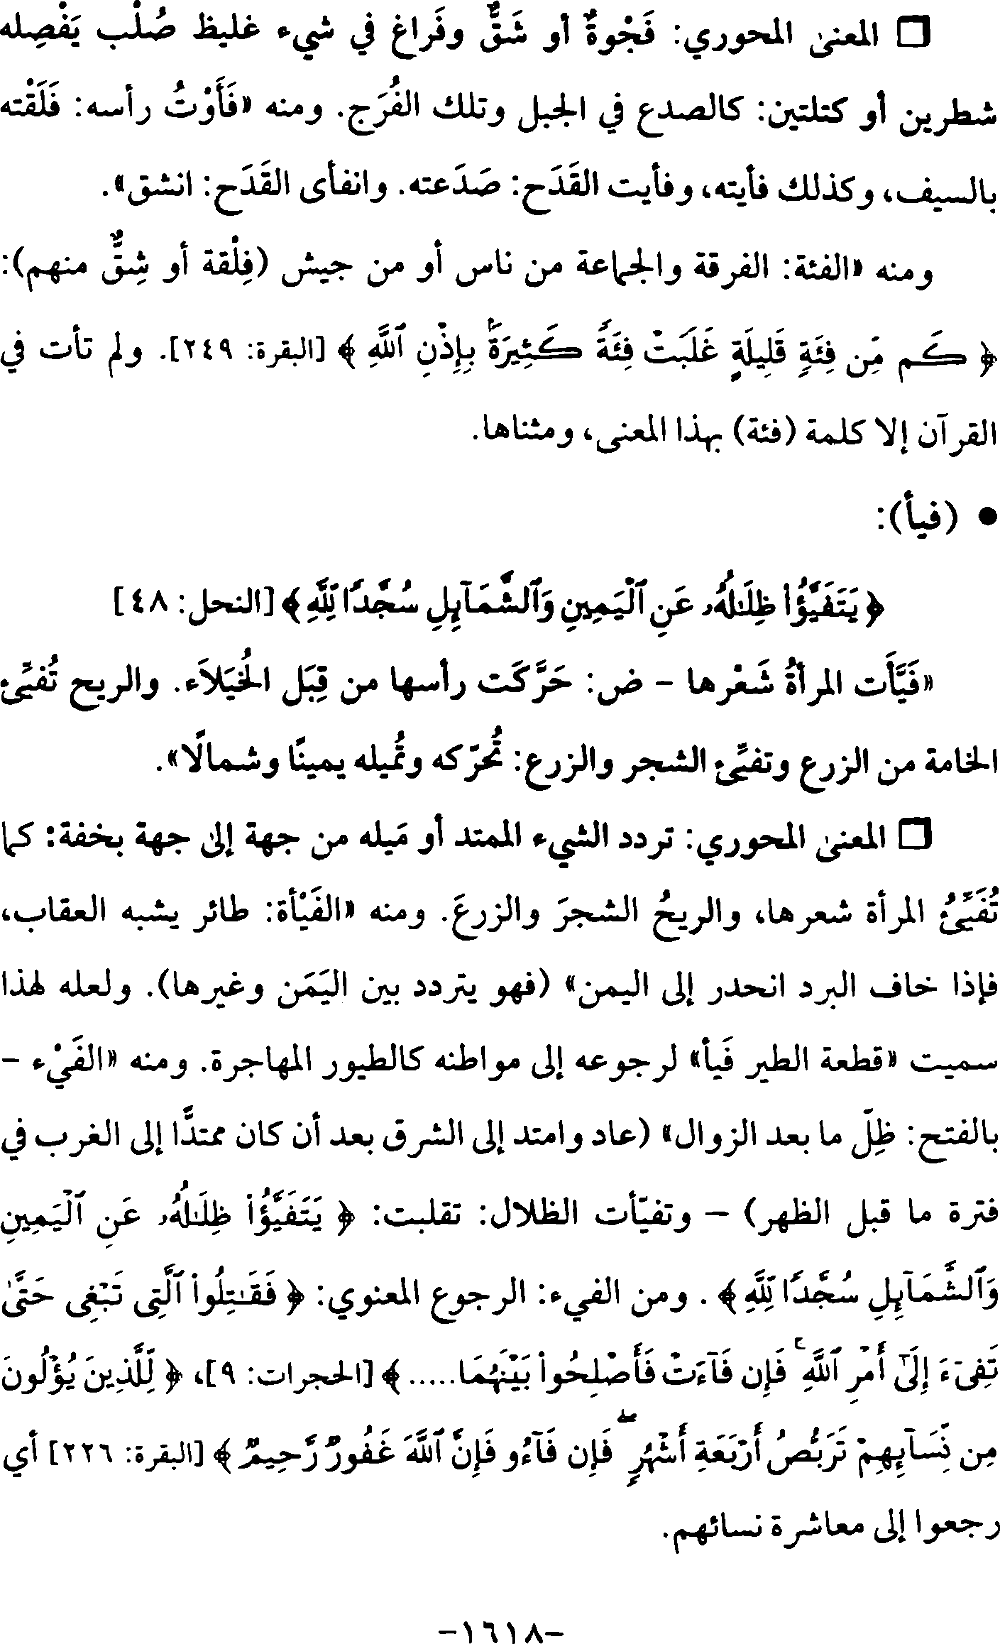 □ المعنى المحوري: فَجْوةٌ أو شَقٌّ وفَراغ في شيء غليظ صُلْب يَفْصِله
شطرين أو كتلتين: كالصدع في الجبل وتلك الفُرَج. ومنه «فَأَوْتُ رأسه: فَلَقْته
بالسيف، وكذلك فأيته، وفأيت القَدَح: صَدَعته. وانفأى القَدَح: انشق».
ومنه «الفئة: الفرقة والجماعة من ناس أو من جيش (فِلْقة أو شِقٌّ منهم):
﴿ كَم مِّن فِئَةٍ قَلِيلَةٍ غَلَبَتْ فِئَةً كَثِيرَةً بِإِذْنِ ٱللَّهِ ﴾ [البقرة: ٢٤٩]. ولم تأت في
القرآن إلا كلمة (فئة) بهذا المعنى، ومثناها.
• (فيأ):
﴿ يَتَفَيَّؤُا ظِلَـٰلُهُۥ عَنِ ٱلْيَمِينِ وَٱلشَّمَآئِلِ سُجَّدًا لِلَّهِ ﴾ [النحل: ٤٨]
«فَيَّأَت المرأةُ شَعْرها - ض: حَرَّكَت رأسها من قِبَل الخُيَلاَء. والريح تُفيِّئ
الخامة من الزرع وتفيِّئ الشجر والزرع: تُحرّكه وتُميله يمينًا وشمالًا».
□ المعنى المحوري: تردد الشيء الممتد أو مَيله من جهة إلى جهة بخفة: كما
تُفَيِّئُ المرأة شعرها، والريحُ الشجرَ والزرعَ. ومنه «الفَيْأة: طائر يشبه العقاب،
فإذا خاف البرد انحدر إلى اليمن» (فهو يتردد بين اليَمَن وغيرها). ولعله لهذا
سميت «قطعة الطير فَيأ» لرجوعه إلى مواطنه كالطيور المهاجرة. ومنه «الفَيْء -
بالفتح: ظِلّ ما بعد الزوال» (عاد وامتد إلى الشرق بعد أن كان ممتدًّا إلى الغرب في
فترة ما قبل الظهر) - وتفيّأت الظلال: تقلبت: ﴿ يَتَفَيَّؤُا ظِلَـٰلُهُۥ عَنِ ٱلْيَمِينِ
وَٱلشَّمَآئِلِ سُجَّدًا لِلَّهِ ﴾. ومن الفيء: الرجوع المعنوي: ﴿ فَقَـٰتِلُوا۟ ٱلَّتِى تَبْغِى حَتَّىٰ
تَفِىٓءَ إِلَىٰٓ أَمْرِ ٱللَّهِ ۚ فَإِن فَآءَتْ فَأَصْلِحُوا۟ بَيْنَهُمَا..... ﴾ [الحجرات: ٩]، ﴿ لِّلَّذِينَ يُؤْلُونَ
مِن نِّسَآئِهِمْ تَرَبُّصُ أَرْبَعَةِ أَشْهُرٍ ۖ فَإِن فَآءُو فَإِنَّ ٱللَّهَ غَفُورٌ رَّحِيمٌ ﴾ [البقرة: ٢٢٦] أي
رجعوا إلى معاشرة نسائهم.
-١٦١٨-